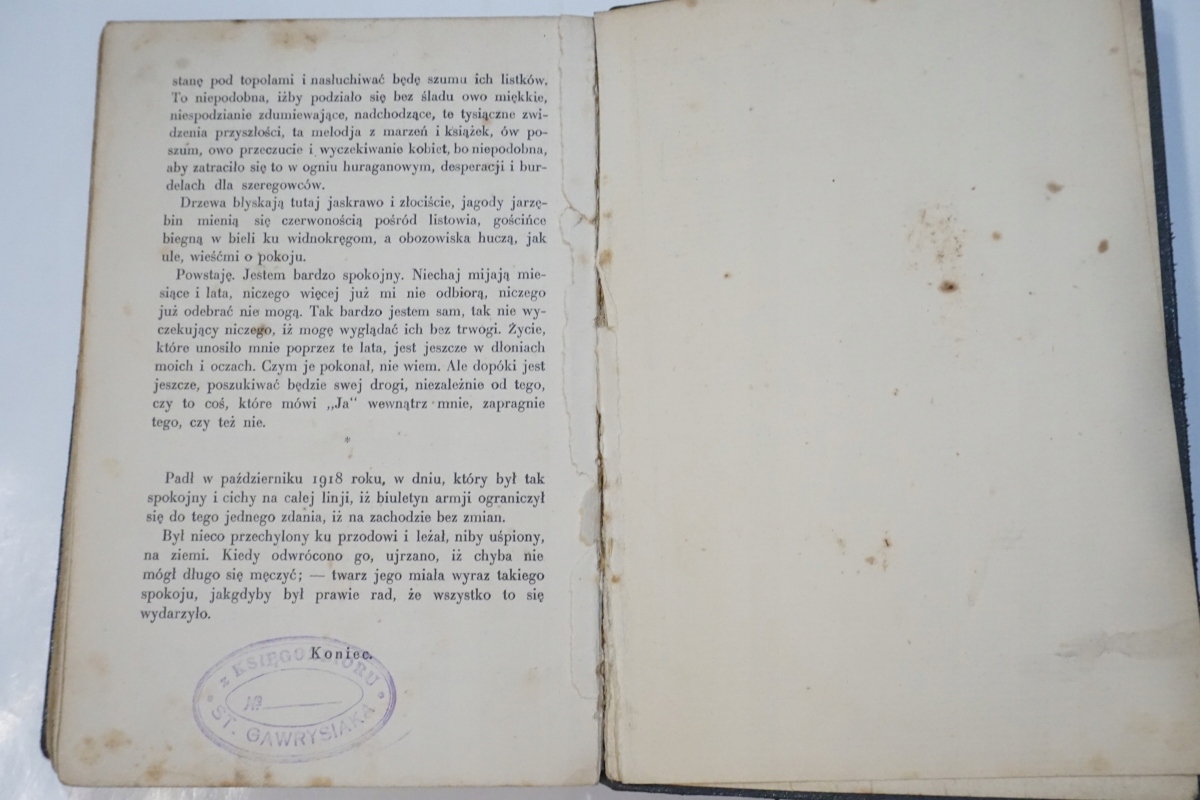 stanę pod topolami i nasłuchiwać będę szumu ich listków.
To niepodobna, iżby podziało się bez śladu owo miękkie,
niespodzianie zdumiewające, nadchodzące, te tysiączne zwi-
dzenia przyszłości, ta melodja z marzeń i książek, ów po-
szum, owo przeczucie i wyczekiwanie kobiet, bo niepodobna,
aby zatraciło się to w ogniu huraganowym, desperacji i bur-
delach dla szeregowców.
Drzewa błyskają tutaj jaskrawo i złociście, jagody jarzę-
bin mienią się czerwonością pośród listowia, gościńce
biegną w bieli ku widnokręgom, a obozowiska huczą, jak
ule, wieśćmi o pokoju.
Powstaję. Jestem bardzo spokojny. Niechaj mijają mie-
siące i lata, niczego więcej już mi nie odbiorą, niczego
już odebrać nie mogą. Tak bardzo jestem sam, tak nie wy-
czekujący niczego, iż mogę wyglądać ich bez trwogi. Życie,
które unosiło mnie poprzez te lata, jest jeszcze w dłoniach
moich i oczach. Czym je pokonał, nie wiem. Ale dopóki jest
jeszcze, poszukiwać będzie swej drogi, niezależnie od tego,
czy to coś, które mówi „Ja“ wewnątrz mnie, zapragnie
tego, czy też nie.
*
Padł w październiku 1918 roku, w dniu, który był tak
spokojny i cichy na całej linji, iż biuletyn armji ograniczył
się do tego jednego zdania, iż na zachodzie bez zmian.
Był nieco przechylony ku przodowi i leżał, niby uśpiony,
na ziemi. Kiedy odwrócono go, ujrzano, iż chyba nie
mógł długo się męczyć; — twarz jego miała wyraz takiego
spokoju, jakgdyby był prawie rad, że wszystko to się
wydarzyło.
Koniec.
z
№
ST. GAWRYSIAKA